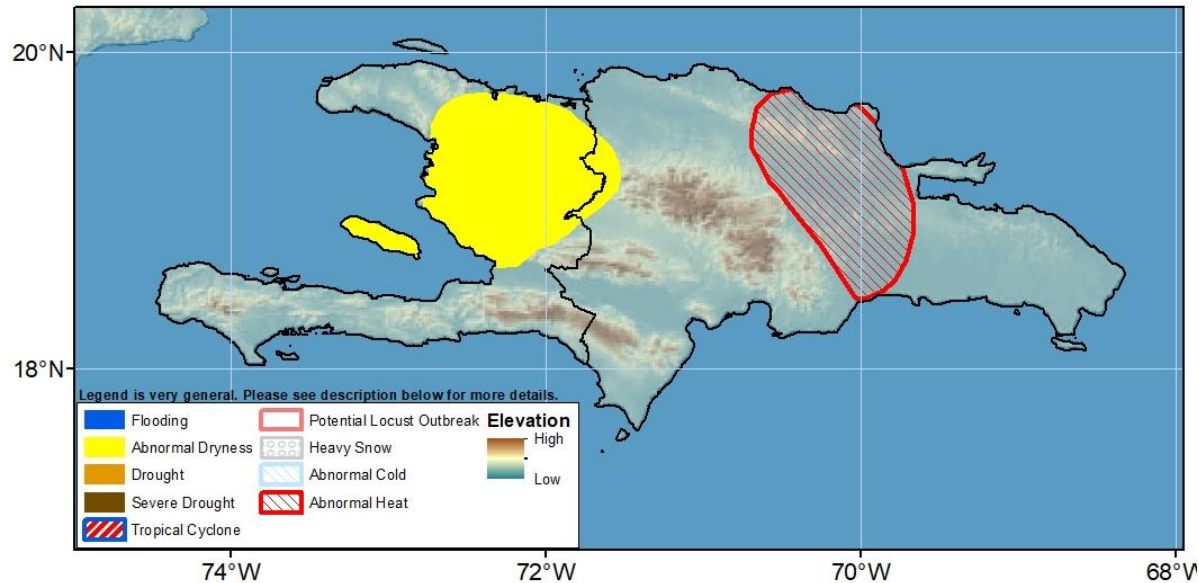 20°N
18°N
Legend is very general. Please see description below for more details.
Flooding
Abnormal Dryness
Drought
Severe Drought
Tropical Cyclone
Potential Locust Outbreak
Heavy Snow
Abnormal Cold
Abnormal Heat
Elevation
High
Low
74°W
72°W
70°W
68°W